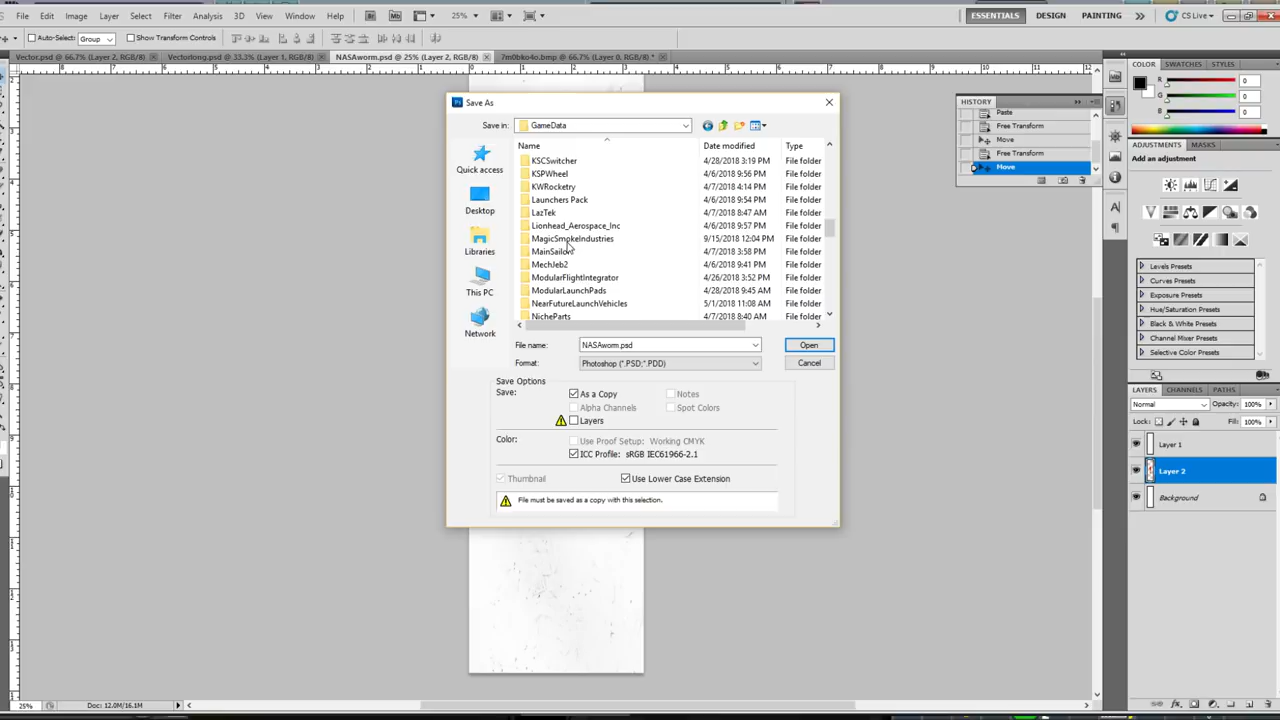 File Edit Image Layer Select Filter Analysis 3D View Window Help 25% ESSENTIALS DESIGN PAINTING CS Live
Auto-Select: Group Show Transform Controls
Vector.psd @ 66.7% (Layer 2, RGB/8) Vectorlong.psd @ 33.3% (Layer 1, RGB/8) NASAworm.psd @ 25% (Layer 2, RGB/8) 7m0bko4o.bmp @ 66.7% (Layer 0, RGB/8) *
Save As
Save in: GameData
Name Date modified Type
KSCSwitcher 4/28/2018 3:19 PM File folder
KSPWheel 4/6/2018 9:56 PM File folder
KWRocketry 4/7/2018 4:14 PM File folder
Launchers Pack 4/6/2018 9:54 PM File folder
LazTek 4/7/2018 8:47 AM File folder
Lionhead_Aerospace_Inc 4/6/2018 9:57 PM File folder
MagicSmokeIndustries 9/15/2018 12:04 PM File folder
MainSailor 4/7/2018 3:58 PM File folder
MechJeb2 4/6/2018 9:41 PM File folder
ModularFlightIntegrator 4/26/2018 3:52 PM File folder
ModularLaunchPads 4/28/2018 9:45 AM File folder
NearFutureLaunchVehicles 5/1/2018 11:08 AM File folder
NicheParts 4/7/2018 8:40 AM File folder
Quick access
Desktop
Libraries
This PC
Network
File name: NASAworm.psd Open
Format: Photoshop (*.PSD;*.PDD) Cancel
Save Options
Save: As a Copy Notes
Alpha Channels Spot Colors
Layers
Color: Use Proof Setup: Working CMYK
ICC Profile: sRGB IEC61966-2.1
Thumbnail Use Lower Case Extension
File must be saved as a copy with this selection.
HISTORY
Paste
Free Transform
Move
Free Transform
Move
COLOR SWATCHES STYLES
R 0
G 0
B 0
ADJUSTMENTS MASKS
Add an adjustment
Levels Presets
Curves Presets
Exposure Presets
Hue/Saturation Presets
Black & White Presets
Channel Mixer Presets
Selective Color Presets
LAYERS CHANNELS PATHS
Normal Opacity: 100%
Lock: Fill: 100%
Layer 1
Layer 2
Background
25% Doc: 12.0M/16.1M